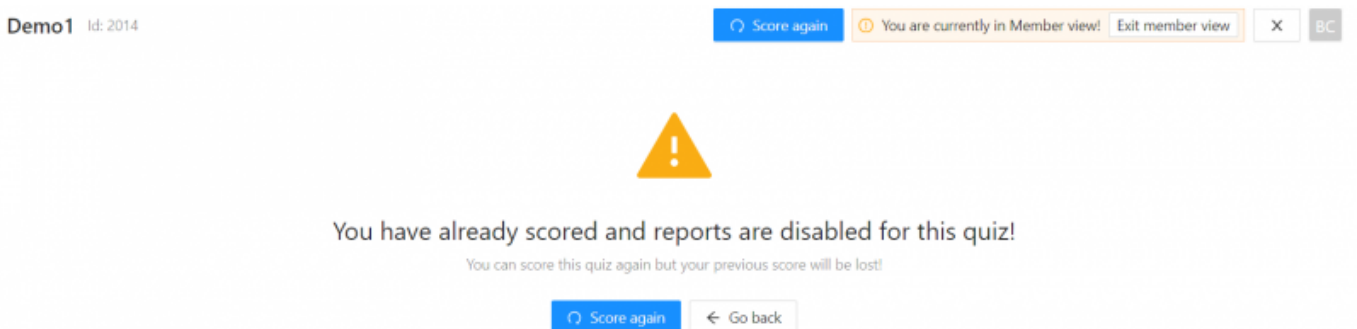 Demo1 Id: 2014 Score again You are currently in Member view! Exit member view X BC
You have already scored and reports are disabled for this quiz!
You can score this quiz again but your previous score will be lost!
Score again Go back